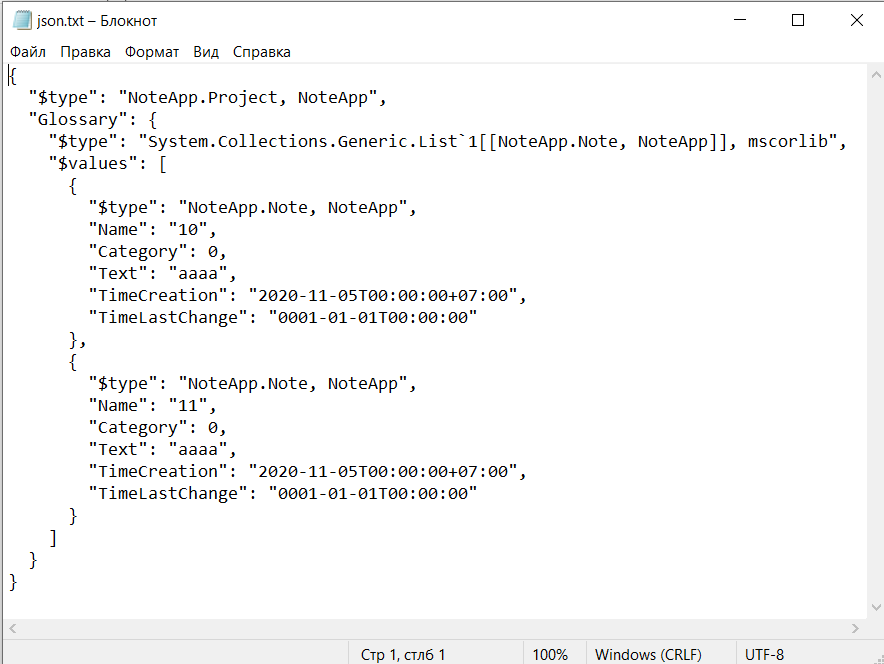 json.txt – Блокнот
Файл Правка Формат Вид Справка
{
  "$type": "NoteApp.Project, NoteApp",
  "Glossary": {
    "$type": "System.Collections.Generic.List`1[[NoteApp.Note, NoteApp]], mscorlib",
    "$values": [
      {
        "$type": "NoteApp.Note, NoteApp",
        "Name": "10",
        "Category": 0,
        "Text": "aaaa",
        "TimeCreation": "2020-11-05T00:00:00+07:00",
        "TimeLastChange": "0001-01-01T00:00:00"
      },
      {
        "$type": "NoteApp.Note, NoteApp",
        "Name": "11",
        "Category": 0,
        "Text": "aaaa",
        "TimeCreation": "2020-11-05T00:00:00+07:00",
        "TimeLastChange": "0001-01-01T00:00:00"
      }
    ]
  }
}
Стр 1, стлб 1 100% Windows (CRLF) UTF-8